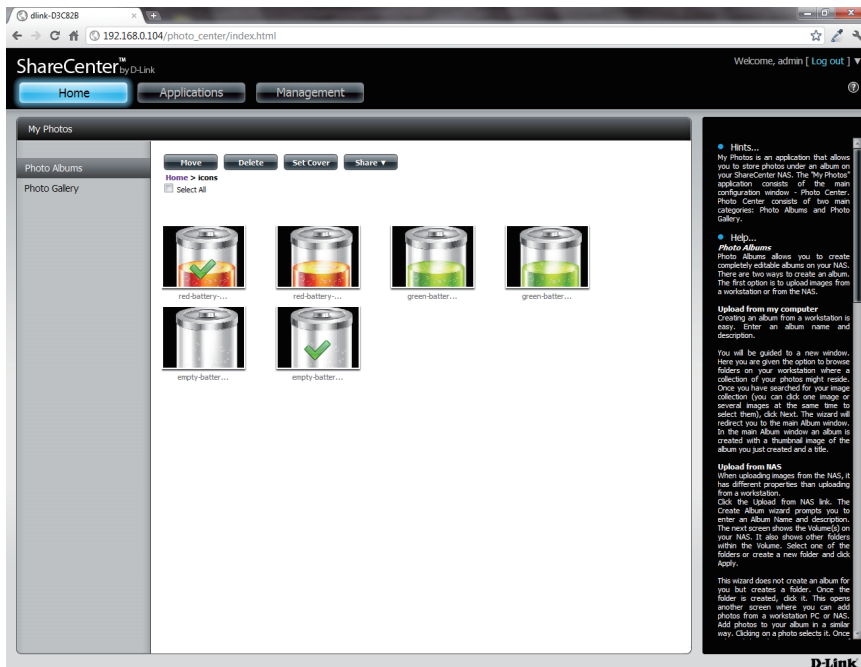 dlink-D3C82B
192.168.0.104/photo_center/index.html
ShareCenter™ by D-Link
Welcome, admin [ Log out ] ▼
Home Applications Management
My Photos
Photo Albums
Photo Gallery
Move Delete Set Cover Share ▼
Home > icons
Select All
red-battery-... red-battery-... green-batter... green-batter...
empty-batter... empty-batter...
Hints...
My Photos is an application that allows
you to store photos under an album on
your ShareCenter NAS. The "My Photos"
application consists of the main
configuration window - Photo Center.
Photo Center consists of two main
categories: Photo Albums and Photo
Gallery.
Help...
Photo Albums
Photo Albums allows you to create
completely editable albums on your NAS.
There are two ways to create an album.
The first option is to upload images from
a workstation or from the NAS.
Upload from my computer
Creating an album from a workstation is
easy. Enter an album name and
description.
You will be guided to a new window.
Here you are given the option to browse
folders on your workstation where a
collection of your photos might reside.
Once you have searched for your image
collection (you can click one image or
several images at the same time to
select them), click Next. The wizard will
redirect you to the main Album window.
In the main Album window an album is
created with a thumbnail image of the
album you just created and a title.
Upload from NAS
When uploading images from the NAS, it
has different properties than uploading
from a workstation.
Click the Upload from NAS link. The
Create Album wizard prompts you to
enter an Album Name and description.
The next screen shows the Volume(s) on
your NAS. It also shows other folders
within the Volume. Select one of the
folders or create a new folder and click
Apply.
This wizard does not create an album for
you but creates a folder. Once the
folder is created, click it. This opens
another screen where you can add
photos from a workstation PC or NAS.
Add photos to your album in a similar
way. Clicking on a photo selects it. Once
D-Link